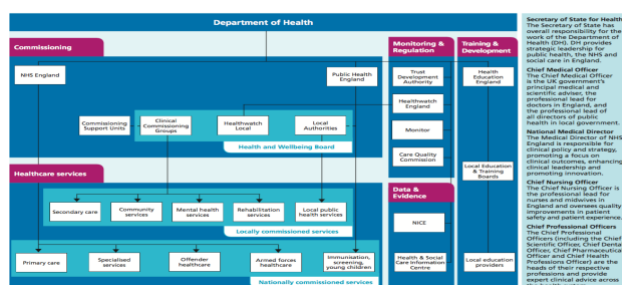 Department of Health
Commissioning
NHS England
Public Health
England
Commissioning
Support Units
Clinical
Commissioning
Groups
Healthwatch
Local
Local
Authorities
Health and Wellbeing Board
Healthcare services
Secondary care
Community
services
Mental health
services
Rehabilitation
services
Local public
health services
Locally commissioned services
Primary care
Specialised
services
Offender
healthcare
Armed forces
healthcare
Immunisation,
screening,
young children
Nationally commissioned services
Monitoring &
Regulation
Trust
Development
Authority
Healthwatch
England
Monitor
Care Quality
Commission
Data &
Evidence
NICE
Health & Social
Care Information
Centre
Training &
Development
Health
Education
England
Local Education
& Training
Boards
Local education
providers
Secretary of State for Health
The Secretary of State has
overall responsibility for the
work of the Department of
Health (DH). DH provides
strategic leadership for
public health, the NHS and
social care in England.
Chief Medical Officer
The Chief Medical Officer
is the UK government's
principal medical and
scientific adviser, the
professional lead for
doctors in England, and
the professional lead of
all directors of public
health in local government.
National Medical Director
The Medical Director of NHS
England is responsible for
clinical policy and strategy,
promoting a focus on
clinical outcomes, enhancing
clinical leadership and
promoting innovation.
Chief Nursing Officer
The Chief Nursing Officer is
the professional lead for
nurses and midwives in
England and oversees quality
improvements in patient
safety and patient experience.
Chief Professional Officers
The Chief Professional
Officers (including the Chief
Scientific Officer, Chief Dental
Officer, Chief Pharmaceutical
Officer and Chief Health
Professions Officer) are the
heads of their respective
professions and provide
expert clinical advice across